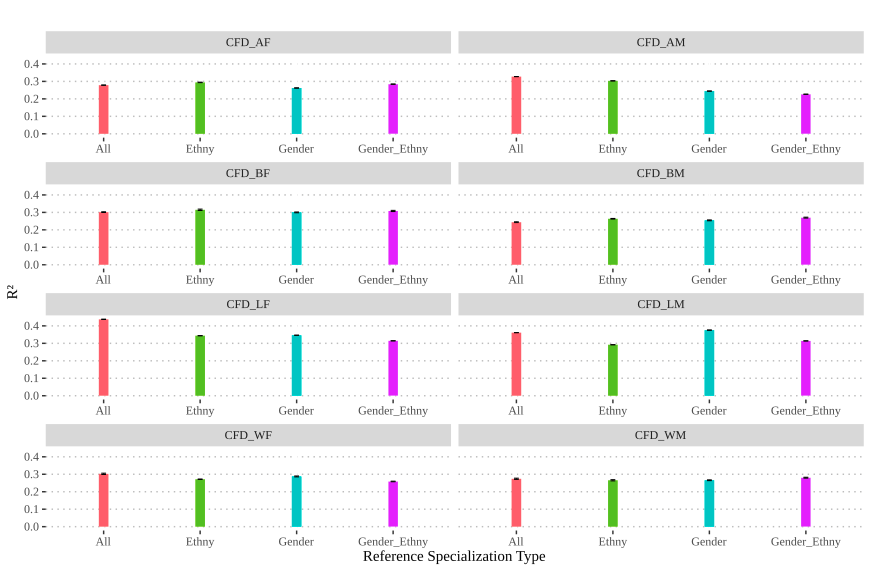 CFD_AF CFD_AM
0.4
0.3
0.2
0.1
0.0
All Ethny Gender Gender_Ethny All Ethny Gender Gender_Ethny
CFD_BF CFD_BM
0.4
0.3
0.2
0.1
0.0
All Ethny Gender Gender_Ethny All Ethny Gender Gender_Ethny
R²
CFD_LF CFD_LM
0.4
0.3
0.2
0.1
0.0
All Ethny Gender Gender_Ethny All Ethny Gender Gender_Ethny
CFD_WF CFD_WM
0.4
0.3
0.2
0.1
0.0
All Ethny Gender Gender_Ethny All Ethny Gender Gender_Ethny
Reference Specialization Type